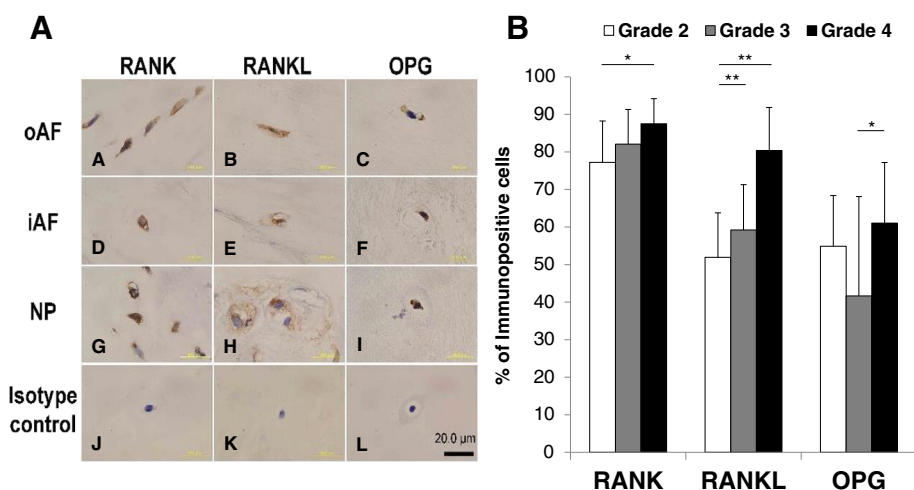 A
RANK RANKL OPG
oAF
A B C
iAF
D E F
NP
G H I
Isotype
control
J K L
20.0 µm
B
Grade 2 Grade 3 Grade 4
% of Immunopositive cells
100
90
80
70
60
50
40
30
20
10
0
*
**
**
*
RANK RANKL OPG